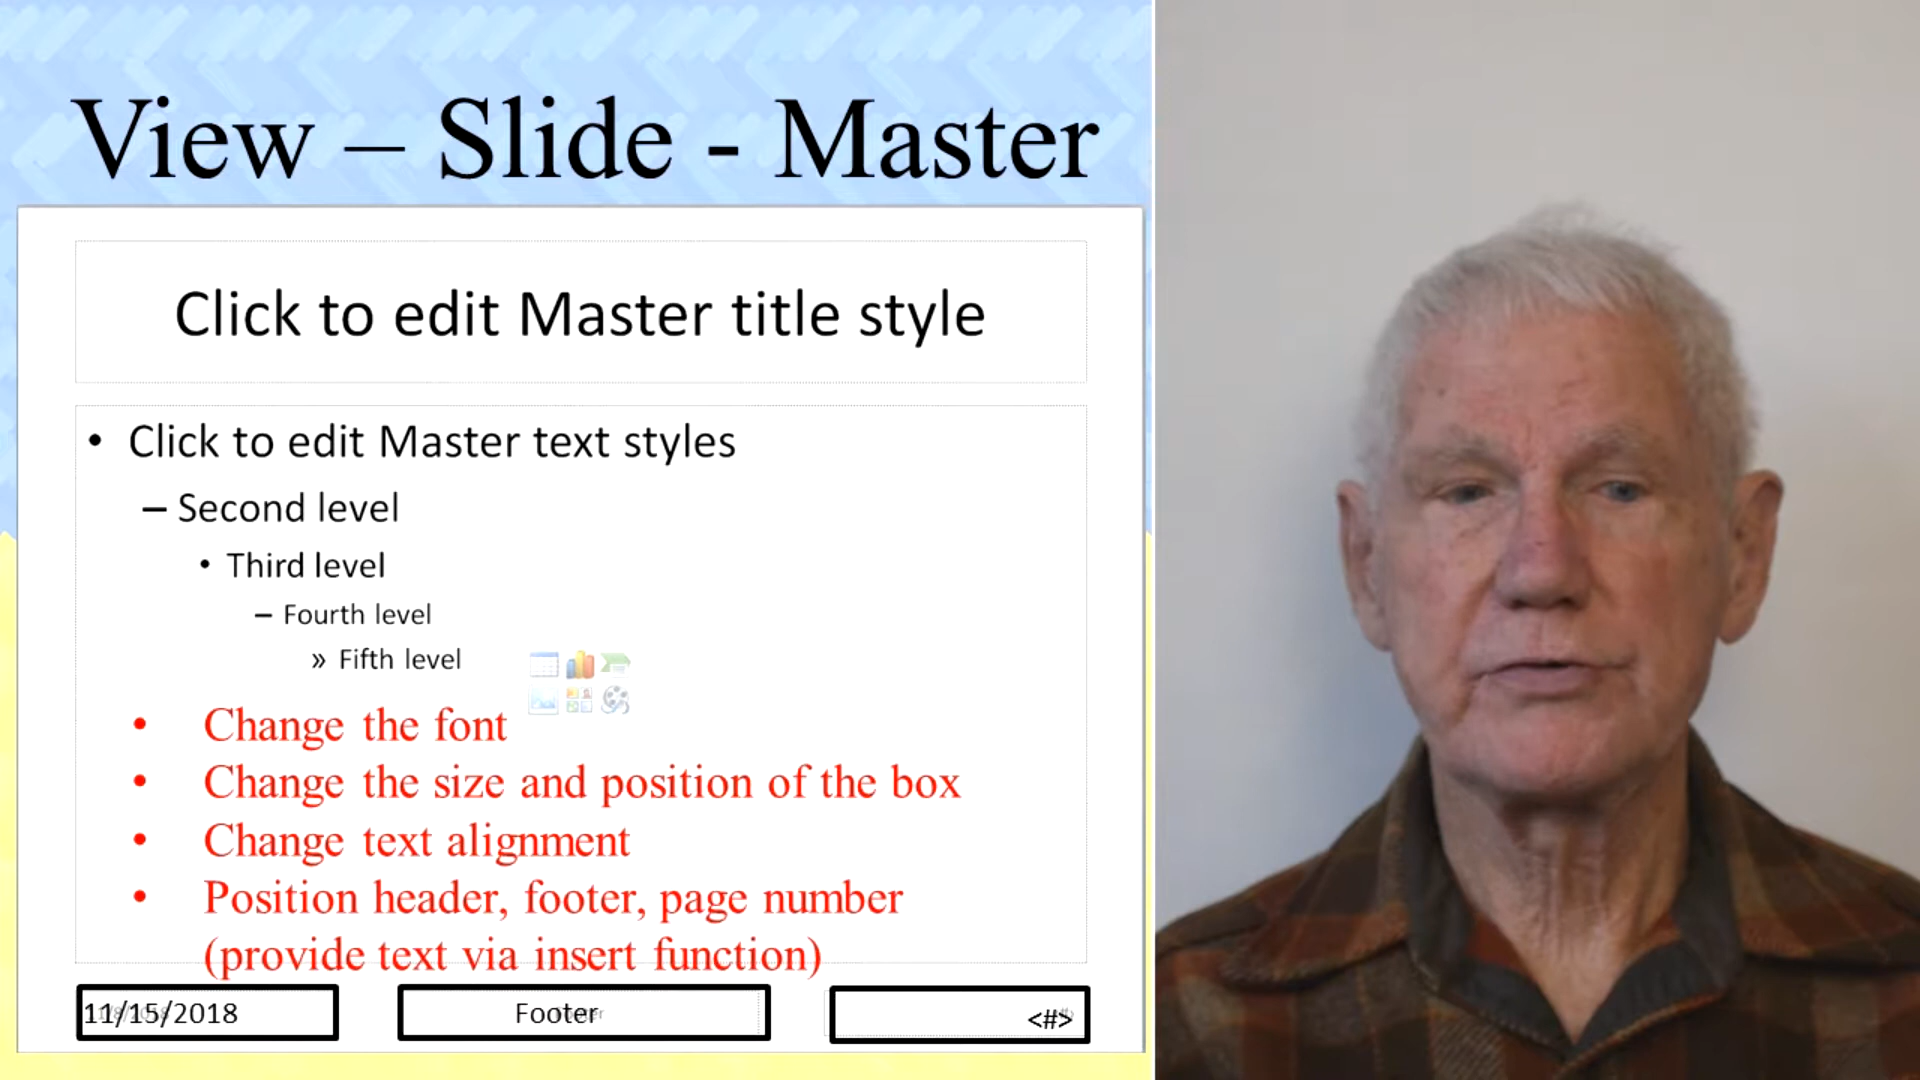 View – Slide - Master
Click to edit Master title style
• Click to edit Master text styles
– Second level
• Third level
– Fourth level
» Fifth level
• Change the font
• Change the size and position of the box
• Change text alignment
• Position header, footer, page number
(provide text via insert function)
11/15/2018
Footer
<#>